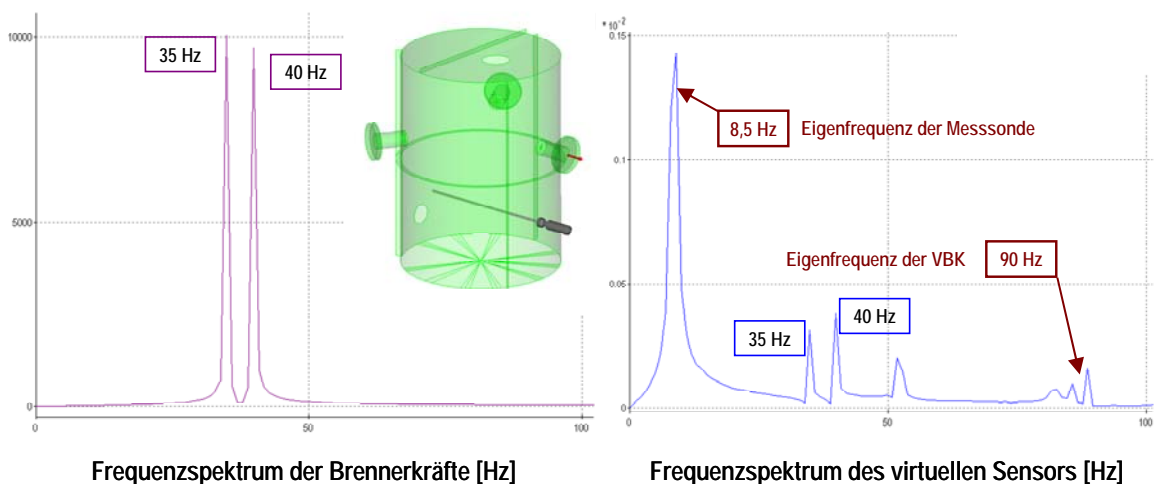 10000
5000
0
0
50
100
35 Hz
40 Hz
Frequenzspektrum der Brennerkräfte [Hz]
* 10^-2
0.15
0.1
0.05
0
0
50
100
8,5 Hz
Eigenfrequenz der Messsonde
Eigenfrequenz der VBK
90 Hz
35 Hz
40 Hz
Frequenzspektrum des virtuellen Sensors [Hz]